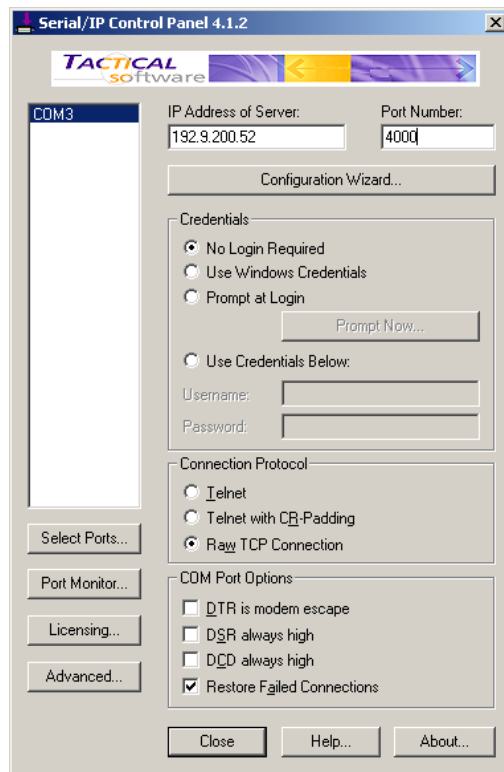 Serial/IP Control Panel 4.1.2
TACTICAL
software
COM3
IP Address of Server:
Port Number:
192.9.200.52
4000
Configuration Wizard...
Credentials
No Login Required
Use Windows Credentials
Prompt at Login
Prompt Now...
Use Credentials Below:
Username:
Password:
Connection Protocol
Telnet
Telnet with CR-Padding
Raw TCP Connection
Select Ports...
Port Monitor...
Licensing...
Advanced...
COM Port Options
DTR is modem escape
DSR always high
DCD always high
Restore Failed Connections
Close
Help...
About...